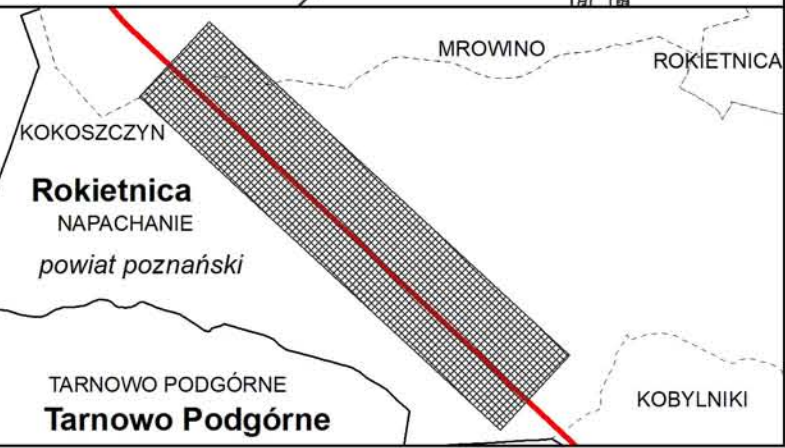 MROWINO
ROKIETNICA
KOKOSZCZYN
Rokietnica
NAPACHANIE
powiat poznański
TARNOWO PODGÓRNE
KOBYLNIKI
Tarnowo Podgórne